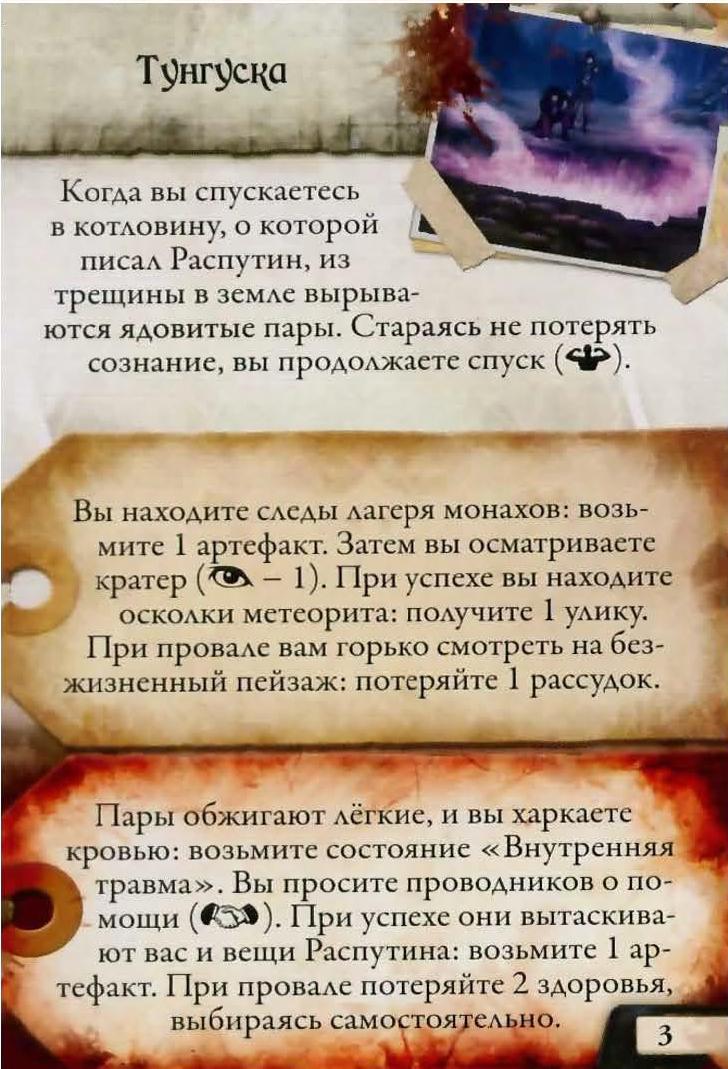 Тунгуска
Когда вы спускаетесь
в котловину, о которой
писал Распутин, из
трещины в земле вырыва-
ются ядовитые пары. Стараясь не потерять
сознание, вы продолжаете спуск ( ).
Вы находите следы лагеря монахов: возь-
мите 1 артефакт. Затем вы осматриваете
кратер ( – 1). При успехе вы находите
осколки метеорита: получите 1 улику.
При провале вам горько смотреть на без-
жизненный пейзаж: потеряйте 1 рассудок.
Пары обжигают лёгкие, и вы харкаете
кровью: возьмите состояние «Внутренняя
травма». Вы просите проводников о по-
мощи ( ). При успехе они вытаскива-
ют вас и вещи Распутина: возьмите 1 ар-
тефакт. При провале потеряйте 2 здоровья,
выбираясь самостоятельно.
3